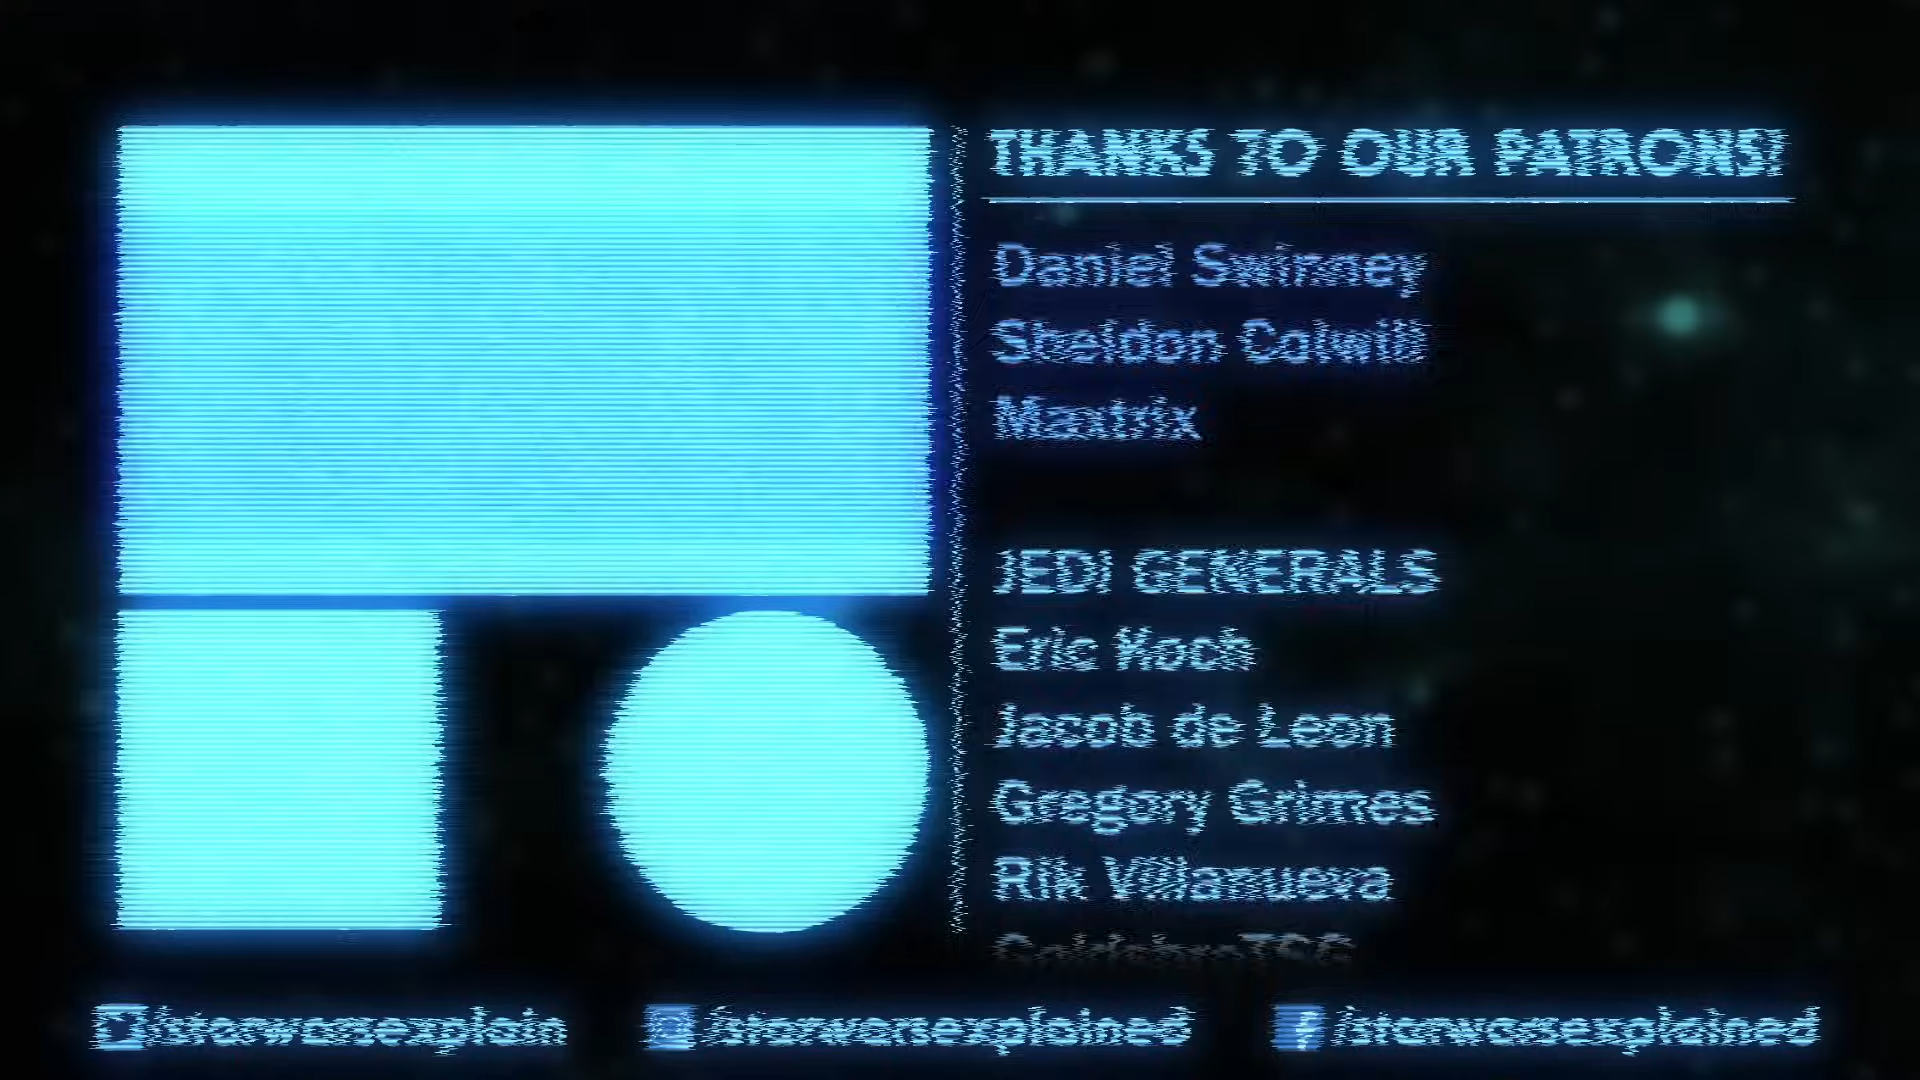 THANKS TO OUR PATRONS!
Daniel Swinney
Sheldon Colwill
Maxtrix
JEDI GENERALS
Eric Koch
Jacob de Leon
Gregory Grimes
Rik Villanueva
/starwarsexplain
/starwarsexplained
/starwarsexplained